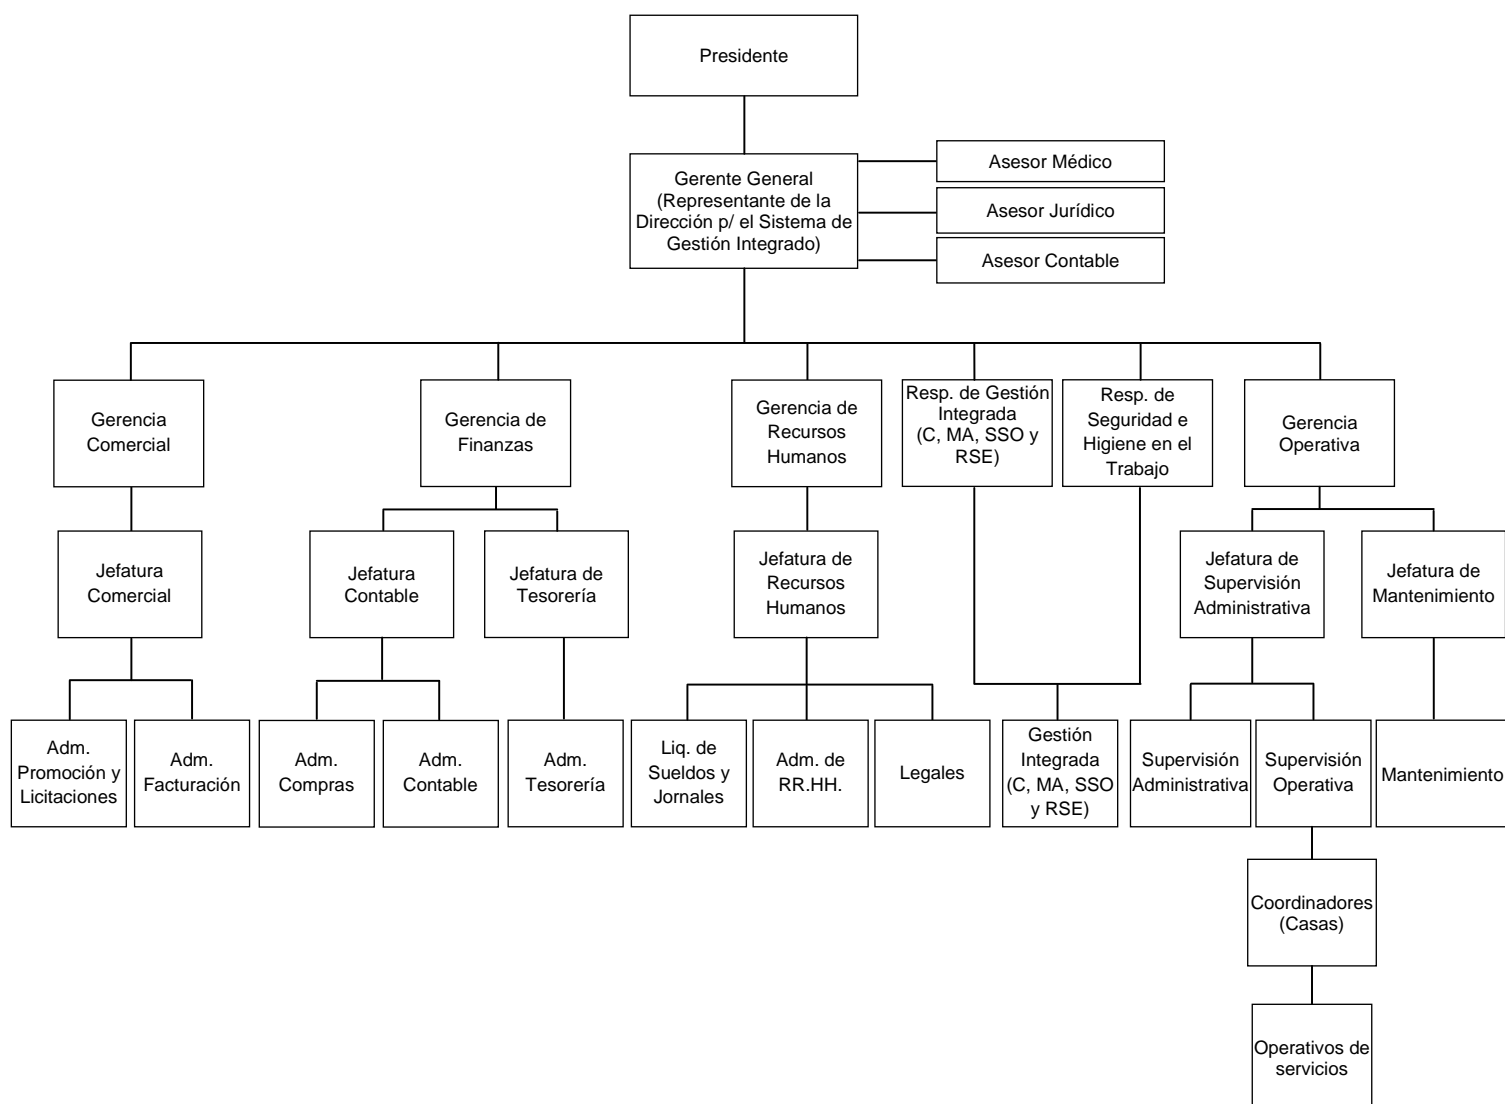 Presidente
Gerente General
(Representante de la
Dirección p/ el Sistema de
Gestión Integrado)
Asesor Médico
Asesor Jurídico
Asesor Contable
Gerencia
Comercial
Gerencia de
Finanzas
Gerencia de
Recursos
Humanos
Resp. de Gestión
Integrada
(C, MA, SSO y
RSE)
Resp. de
Seguridad e
Higiene en el
Trabajo
Gerencia
Operativa
Jefatura
Comercial
Jefatura
Contable
Jefatura de
Tesorería
Jefatura de
Recursos
Humanos
Jefatura de
Supervisión
Administrativa
Jefatura de
Mantenimiento
Adm.
Promoción y
Licitaciones
Adm.
Facturación
Adm.
Compras
Adm.
Contable
Adm.
Tesorería
Liq. de
Sueldos y
Jornales
Adm. de
RR.HH.
Legales
Gestión
Integrada
(C, MA, SSO
y RSE)
Supervisión
Administrativa
Supervisión
Operativa
Mantenimiento
Coordinadores
(Casas)
Operativos de
servicios